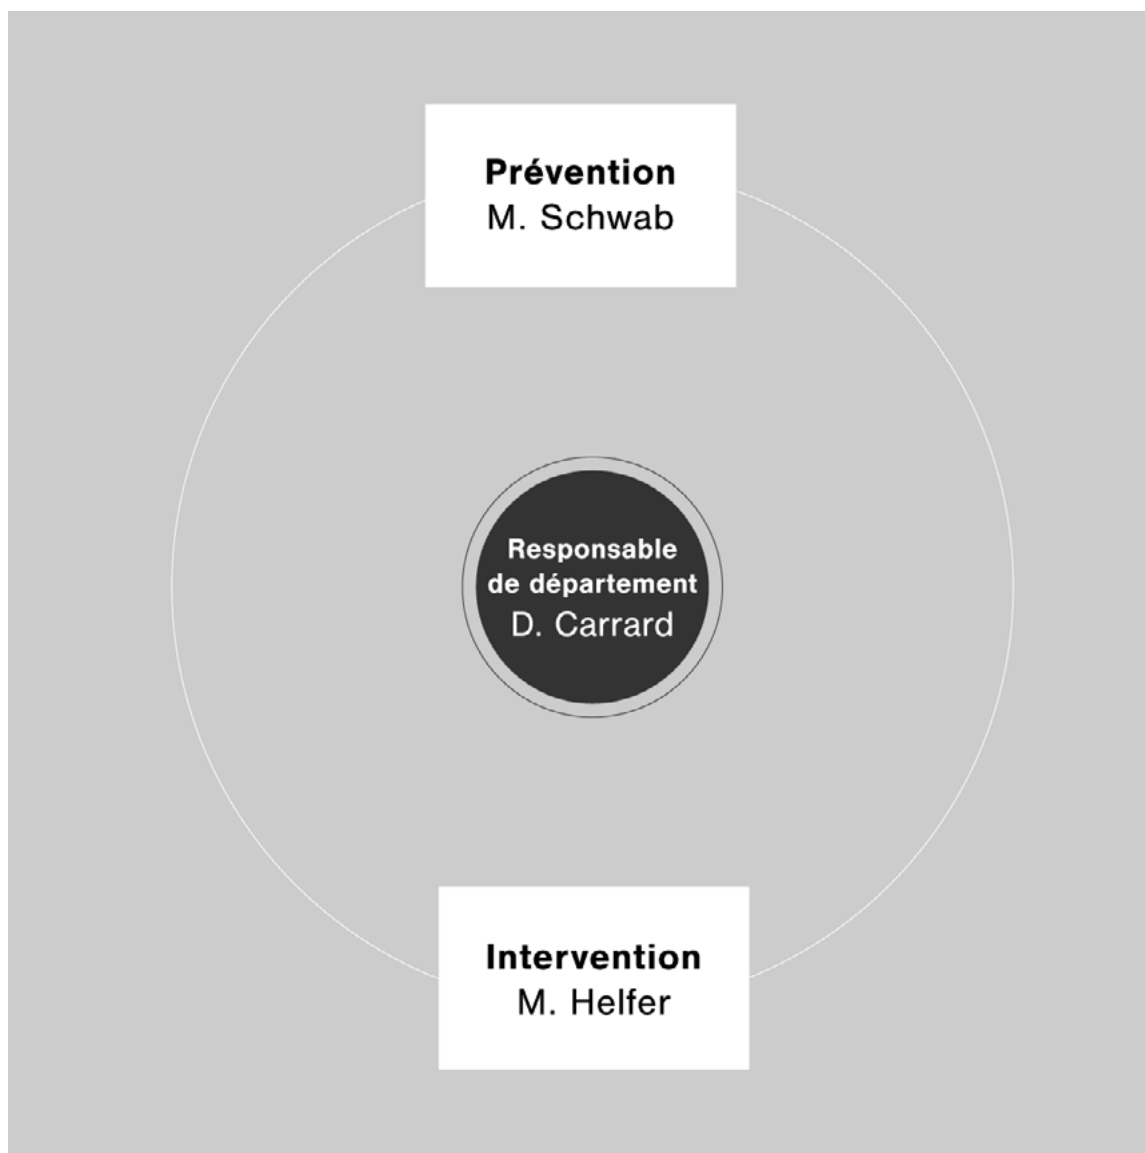 Prévention
M. Schwab
Responsable
de département
D. Carrard
Intervention
M. Helfer